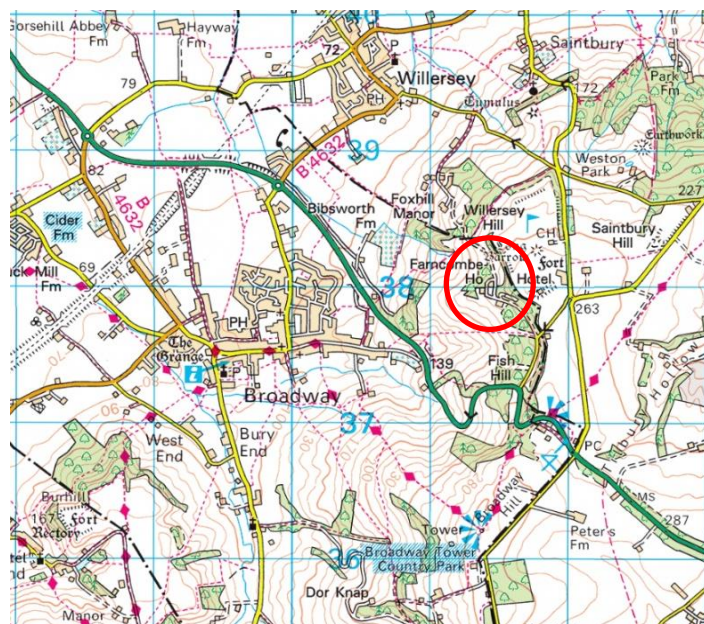 40
Gorsehill Abbey
Fm
Hayway
Fm
72
P
Willersey
Saintbury
79
PH
Tumulus
172
Park
Fm
Earthwork
39
B 4632
Weston
Park
82
B
4632
Bibsworth
Fm
Foxhill
Manor
Willersey
Hill
CH
227
Saintbury
Hill
Cider
Fm
Farncombe
Ho
Barrow
Fort
Hotel
38
69
Mill
Fm
263
PH
The
Grange
i
P
139
Fish
Hill
Broadway
37
West
End
Bury
End
PC
MS
287
Burhill
167
Fort
Rectory
Tower
Broadway
Hill
Peter's
Fm
36
Broadway Tower
Country Park
Dor Knap
Manor